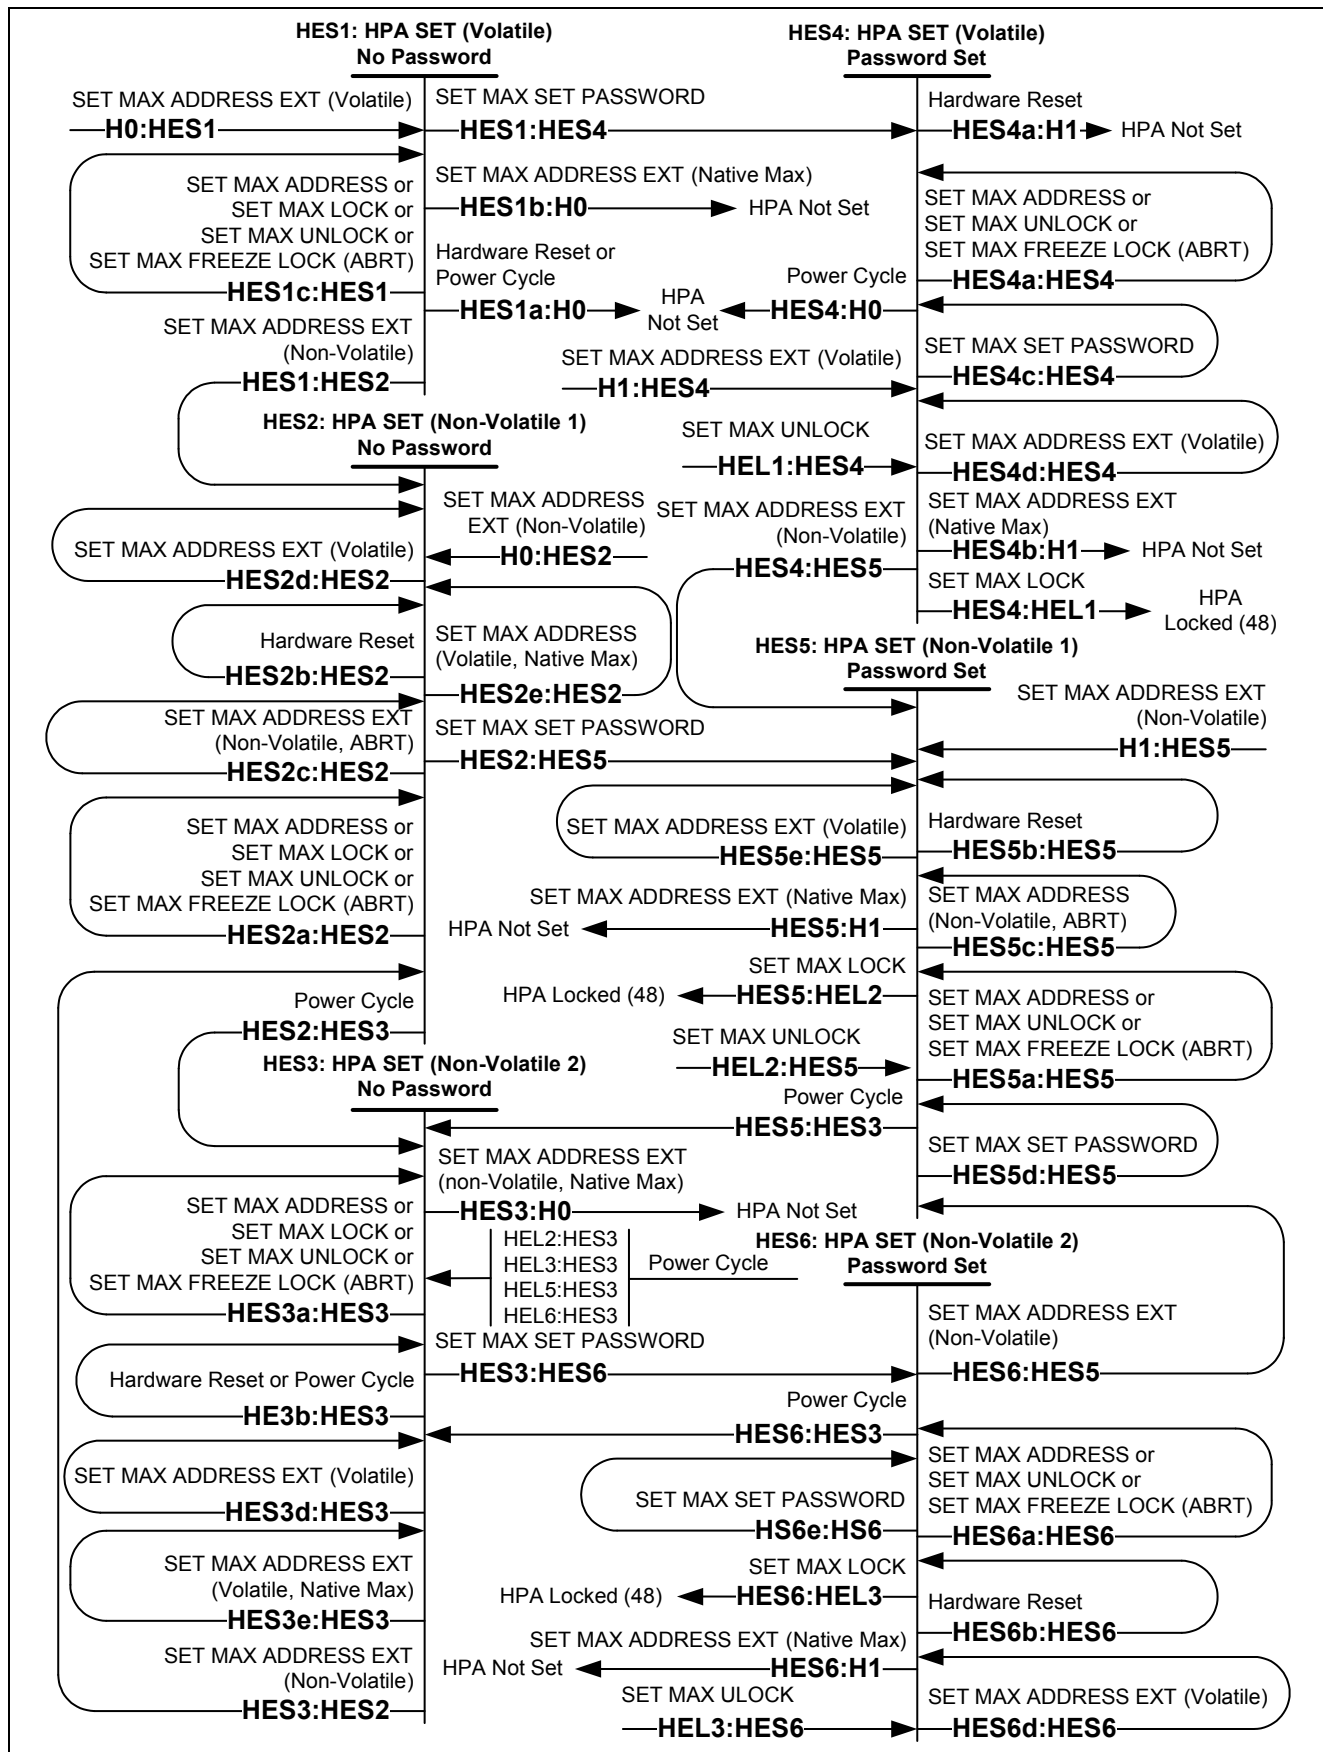 HES1: HPA SET (Volatile)
No Password
SET MAX ADDRESS EXT (Volatile)
H0:HES1
SET MAX SET PASSWORD
HES1:HES4
SET MAX ADDRESS or
SET MAX LOCK or
SET MAX UNLOCK or
SET MAX FREEZE LOCK (ABRT)
HES1c:HES1
SET MAX ADDRESS EXT (Native Max)
HES1b:H0
HPA Not Set
Hardware Reset or
Power Cycle
HES1a:H0
HPA
Not Set
SET MAX ADDRESS EXT
(Non-Volatile)
HES1:HES2
HES4: HPA SET (Volatile)
Password Set
Hardware Reset
HES4a:H1
HPA Not Set
SET MAX ADDRESS or
SET MAX UNLOCK or
SET MAX FREEZE LOCK (ABRT)
HES4a:HES4
Power Cycle
HES4:H0
SET MAX SET PASSWORD
HES4c:HES4
SET MAX ADDRESS EXT (Volatile)
H1:HES4
SET MAX UNLOCK
HEL1:HES4
SET MAX ADDRESS EXT (Volatile)
HES4d:HES4
SET MAX ADDRESS EXT
(Non-Volatile)
HES4:HES5
SET MAX ADDRESS EXT
(Native Max)
HES4b:H1
HPA Not Set
SET MAX LOCK
HES4:HEL1
HPA
Locked (48)
HES2: HPA SET (Non-Volatile 1)
No Password
SET MAX ADDRESS
EXT (Non-Volatile)
H0:HES2
SET MAX ADDRESS EXT (Volatile)
HES2d:HES2
Hardware Reset
HES2b:HES2
SET MAX ADDRESS
(Volatile, Native Max)
HES2e:HES2
SET MAX ADDRESS EXT
(Non-Volatile, ABRT)
HES2c:HES2
SET MAX SET PASSWORD
HES2:HES5
SET MAX ADDRESS or
SET MAX LOCK or
SET MAX UNLOCK or
SET MAX FREEZE LOCK (ABRT)
HES2a:HES2
Power Cycle
HES2:HES3
HES5: HPA SET (Non-Volatile 1)
Password Set
SET MAX ADDRESS EXT
(Non-Volatile)
H1:HES5
SET MAX ADDRESS EXT (Volatile)
HES5e:HES5
Hardware Reset
HES5b:HES5
SET MAX ADDRESS EXT (Native Max)
HPA Not Set
HES5:H1
SET MAX ADDRESS
(Non-Volatile, ABRT)
HES5c:HES5
SET MAX LOCK
HPA Locked (48)
HES5:HEL2
SET MAX ADDRESS or
SET MAX UNLOCK or
SET MAX FREEZE LOCK (ABRT)
HES5a:HES5
SET MAX UNLOCK
HEL2:HES5
Power Cycle
HES5:HES3
SET MAX SET PASSWORD
HES5d:HES5
HES3: HPA SET (Non-Volatile 2)
No Password
SET MAX ADDRESS EXT
(non-Volatile, Native Max)
HES3:H0
HPA Not Set
SET MAX ADDRESS or
SET MAX LOCK or
SET MAX UNLOCK or
SET MAX FREEZE LOCK (ABRT)
HES3a:HES3
HEL2:HES3
HEL3:HES3
HEL5:HES3
HEL6:HES3
Power Cycle
SET MAX SET PASSWORD
HES3:HES6
Hardware Reset or Power Cycle
HE3b:HES3
SET MAX ADDRESS EXT (Volatile)
HES3d:HES3
SET MAX ADDRESS EXT
(Volatile, Native Max)
HES3e:HES3
SET MAX ADDRESS EXT
(Non-Volatile)
HES3:HES2
HES6: HPA SET (Non-Volatile 2)
Password Set
SET MAX ADDRESS EXT
(Non-Volatile)
HES6:HES5
Power Cycle
HES6:HES3
SET MAX ADDRESS or
SET MAX UNLOCK or
SET MAX FREEZE LOCK (ABRT)
HES6a:HES6
SET MAX SET PASSWORD
HS6e:HS6
SET MAX LOCK
HPA Locked (48)
HES6:HEL3
Hardware Reset
HES6b:HES6
SET MAX ADDRESS EXT (Native Max)
HPA Not Set
HES6:H1
SET MAX ULOCK
HEL3:HES6
SET MAX ADDRESS EXT (Volatile)
HES6d:HES6